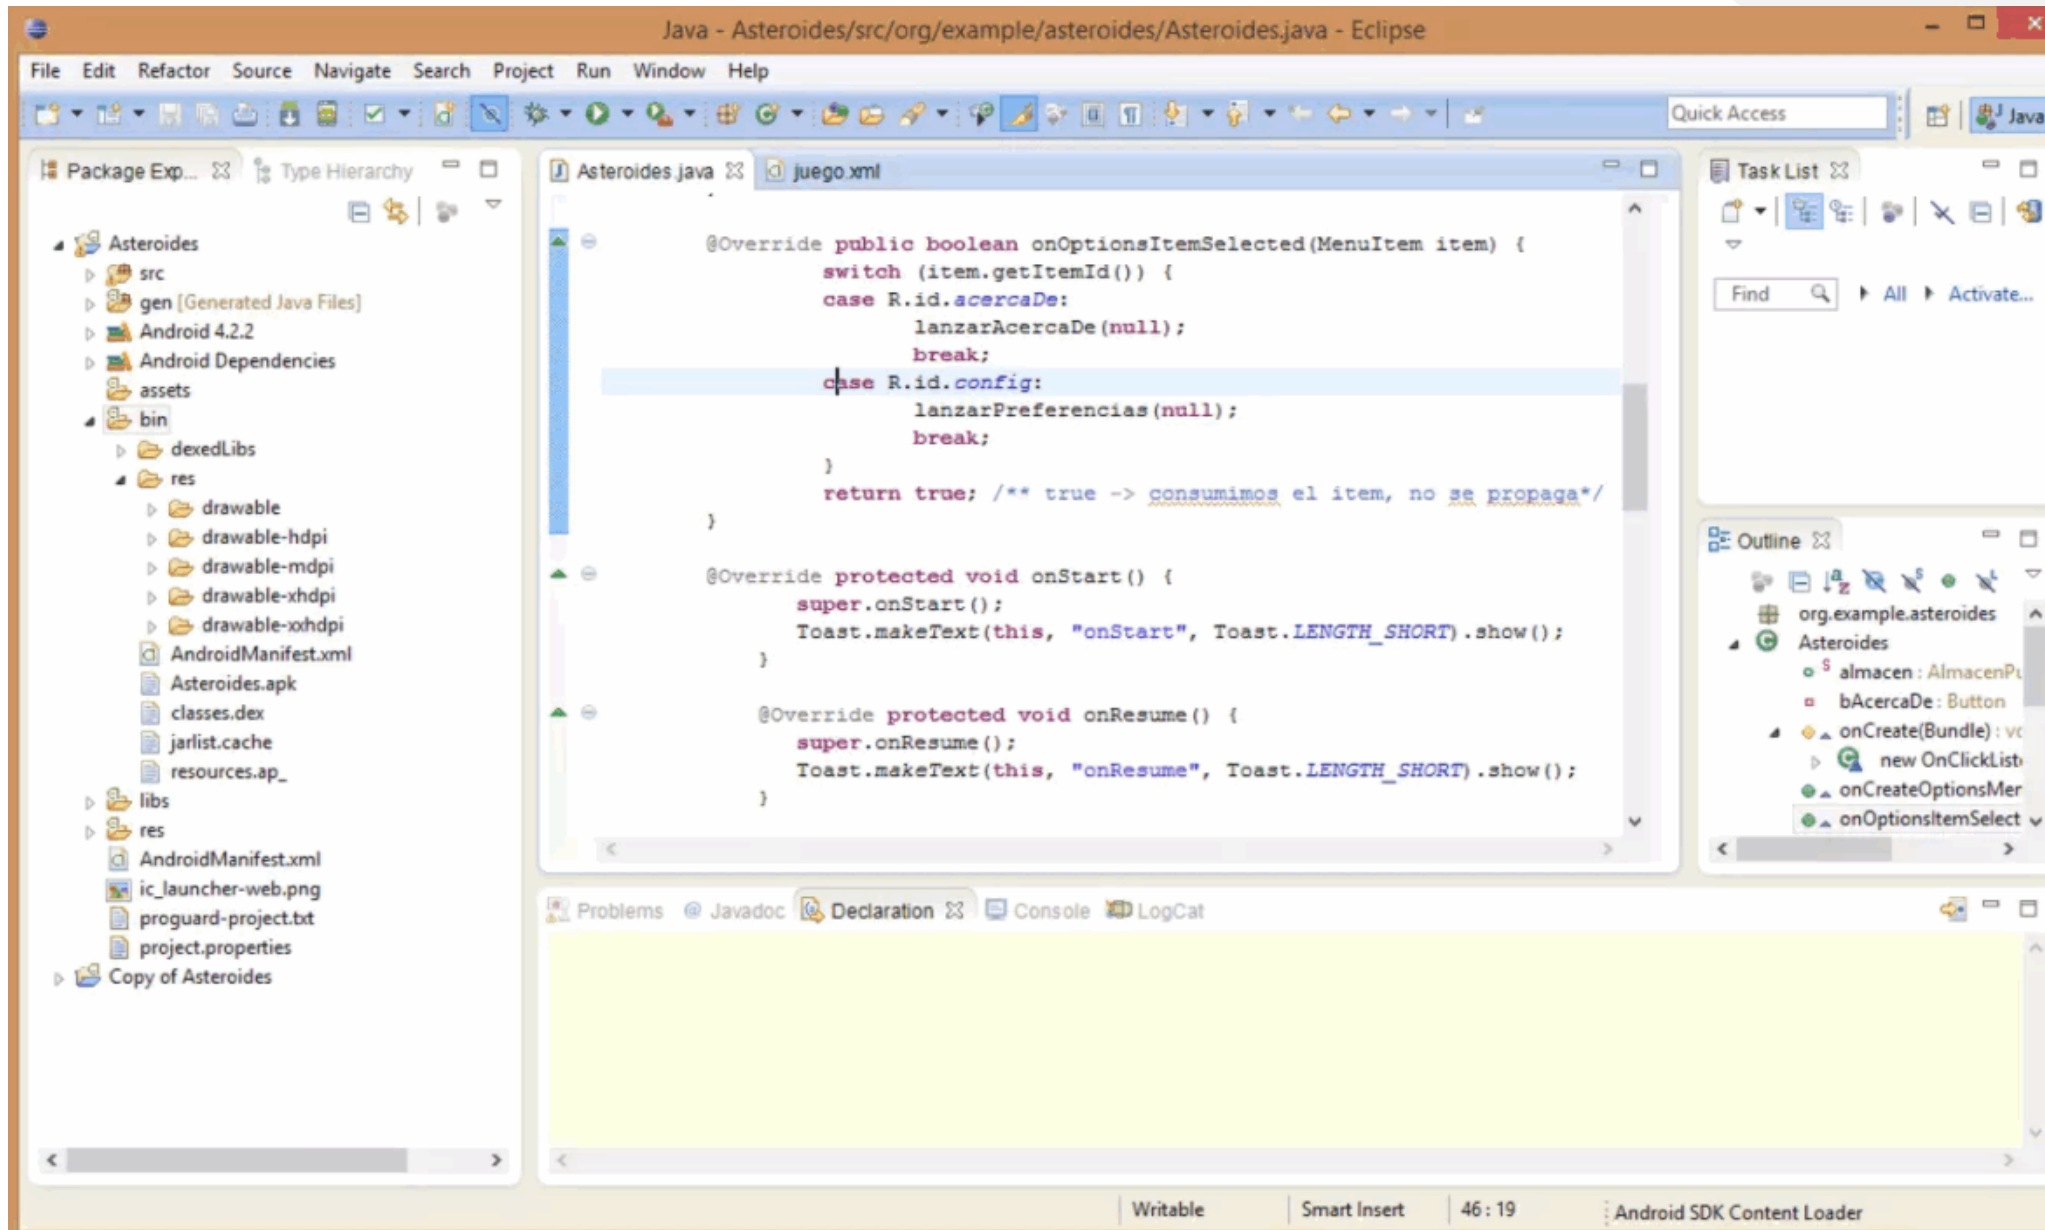 Java - Asteroides/src/org/example/asteroides/Asteroides.java - Eclipse
File Edit Refactor Source Navigate Search Project Run Window Help
Quick Access
Java
Package Exp... Type Hierarchy
Asteroides
src
gen [Generated Java Files]
Android 4.2.2
Android Dependencies
assets
bin
dexedLibs
res
drawable
drawable-hdpi
drawable-mdpi
drawable-xhdpi
drawable-xxhdpi
AndroidManifest.xml
Asteroides.apk
classes.dex
jarlist.cache
resources.ap_
libs
res
AndroidManifest.xml
ic_launcher-web.png
proguard-project.txt
project.properties
Copy of Asteroides
Asteroides.java juego.xml
@Override public boolean onOptionsItemSelected(MenuItem item) {
switch (item.getItemId()) {
case R.id.acercaDe:
lanzarAcercaDe(null);
break;
case R.id.config:
lanzarPreferencias(null);
break;
}
return true; /** true -> consumimos el item, no se propaga*/
}
@Override protected void onStart() {
super.onStart();
Toast.makeText(this, "onStart", Toast.LENGTH_SHORT).show();
}
@Override protected void onResume() {
super.onResume();
Toast.makeText(this, "onResume", Toast.LENGTH_SHORT).show();
}
Task List
Find All Activate...
Outline
org.example.asteroides
Asteroides
almacen : AlmacenPu
bAcercaDe : Button
onCreate(Bundle) : vo
new OnClickListe
onCreateOptionsMer
onOptionsItemSelect
Problems Javadoc Declaration Console LogCat
Writable Smart Insert 46 : 19 Android SDK Content Loader